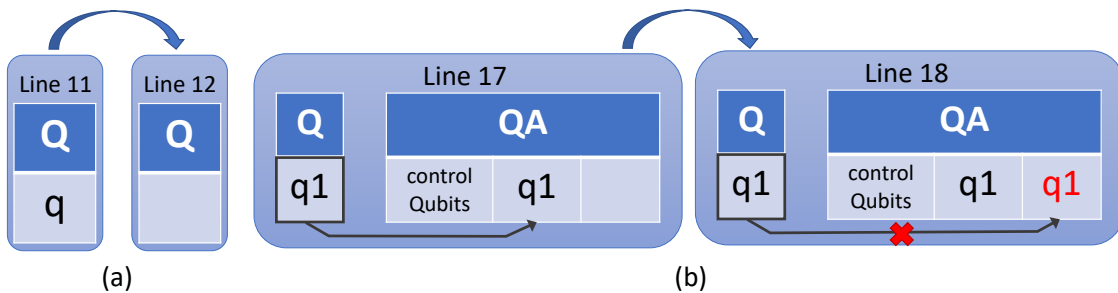 Line 11
Q
q
Line 12
Q
(a)
Line 17
Q
QA
q1
control
Qubits
q1
Line 18
Q
QA
q1
control
Qubits
q1
q1
(b)